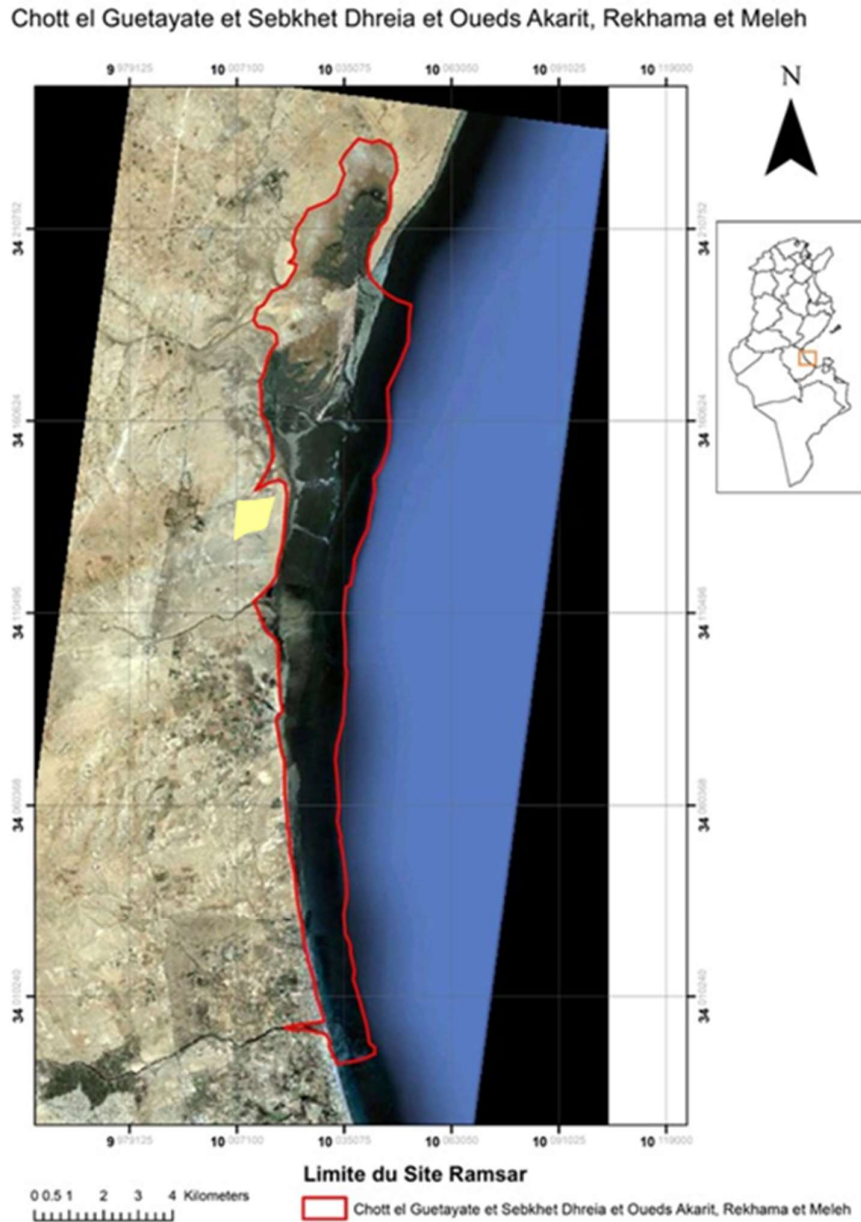 Chott el Guetayate et Sebkhet Dhreia et Oueds Akarit, Rekhama et Meleh
9 979125 10 007100 10 035075 10 063050 10 091025 10 119000
N
34 210752 34 210752
34 160624 34 160624
34 110496 34 110496
34 060368 34 060368
34 010240 34 010240
9 979125 10 007100 10 035075 10 063050 10 091025 10 119000
Limite du Site Ramsar
0 0.5 1 2 3 4 Kilometers
Chott el Guetayate et Sebkhet Dhreia et Oueds Akarit, Rekhama et Meleh